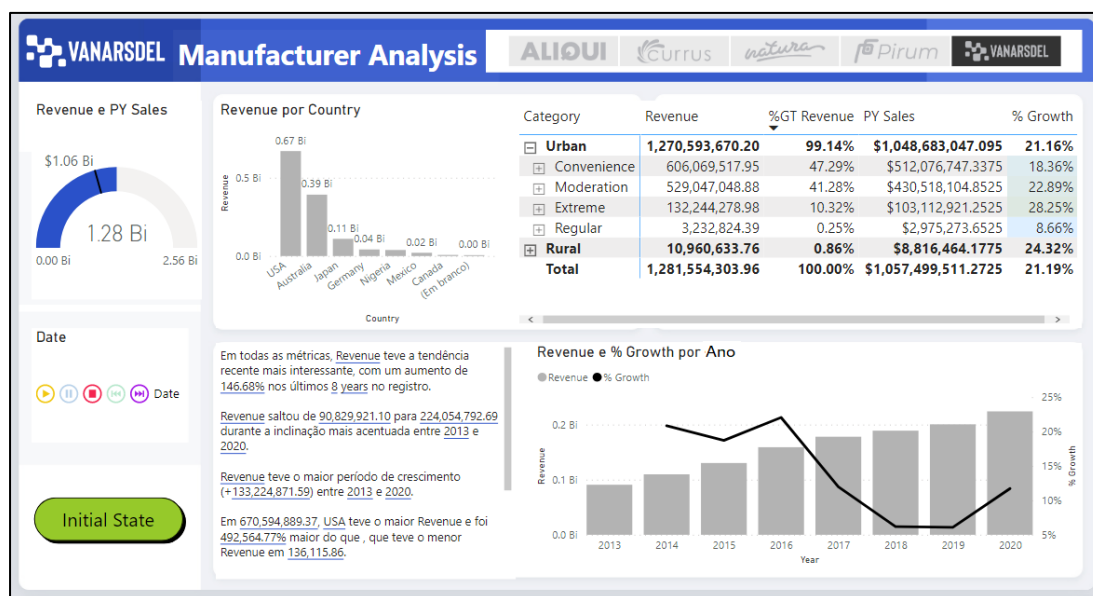 VANARSDEL Manufacturer Analysis
ALIQUI
currus
natura
Pirum
VANARSDEL
Revenue e PY Sales
$1.06 Bi
1.28 Bi
0.00 Bi
2.56 Bi
Revenue por Country
0.67 Bi
0.39 Bi
0.11 Bi
0.04 Bi
0.02 Bi
0.00 Bi
0.5 Bi
0.0 Bi
Revenue
USA
Australia
Japan
Germany
Nigeria
Mexico
Canada
(Em branco)
Country
Category Revenue %GT Revenue PY Sales % Growth
Urban 1,270,593,670.20 99.14% $1,048,683,047.095 21.16%
Convenience 606,069,517.95 47.29% $512,076,747.3375 18.36%
Moderation 529,047,048.88 41.28% $430,518,104.8525 22.89%
Extreme 132,244,278.98 10.32% $103,112,921.2525 28.25%
Regular 3,232,824.39 0.25% $2,975,273.6525 8.66%
Rural 10,960,633.76 0.86% $8,816,464.1775 24.32%
Total 1,281,554,303.96 100.00% $1,057,499,511.2725 21.19%
Date
Date
Initial State
Em todas as métricas, Revenue teve a tendência
recente mais interessante, com um aumento de
146.68% nos últimos 8 years no registro.
Revenue saltou de 90,829,921.10 para 224,054,792.69
durante a inclinação mais acentuada entre 2013 e
2020.
Revenue teve o maior período de crescimento
(+133,224,871.59) entre 2013 e 2020.
Em 670,594,889.37, USA teve o maior Revenue e foi
492,564.77% maior do que , que teve o menor
Revenue em 136,115.86.
Revenue e % Growth por Ano
Revenue % Growth
0.2 Bi
0.1 Bi
0.0 Bi
Revenue
25%
20%
15%
10%
5%
% Growth
2013 2014 2015 2016 2017 2018 2019 2020
Year